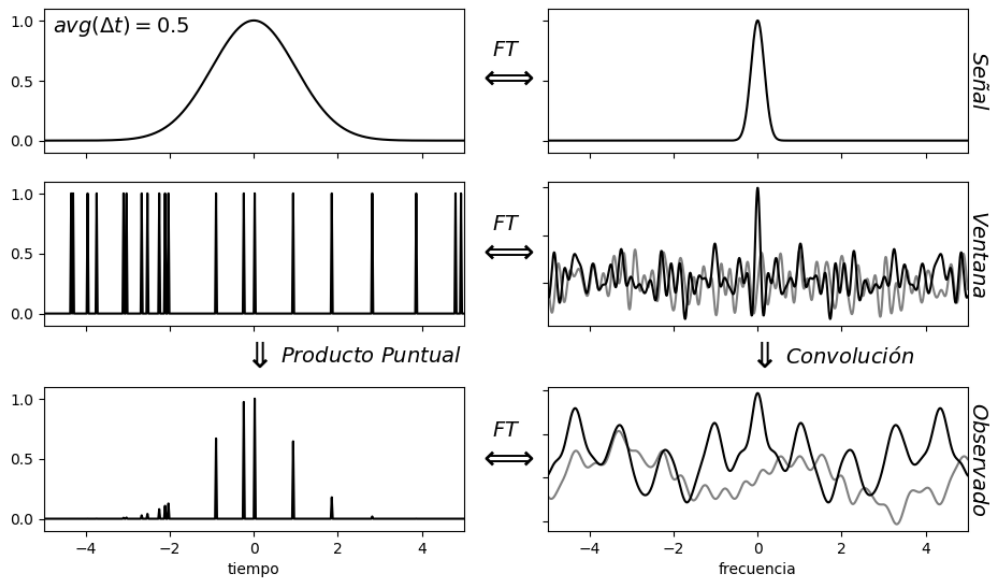 avg(Δt) = 0.5
1.0
0.5
0.0
FT
⇔
Señal
1.0
0.5
0.0
FT
⇔
Ventana
⇓ Producto Puntual
⇓ Convolución
1.0
0.5
0.0
FT
⇔
Observado
−4 −2 0 2 4
tiempo
−4 −2 0 2 4
frecuencia